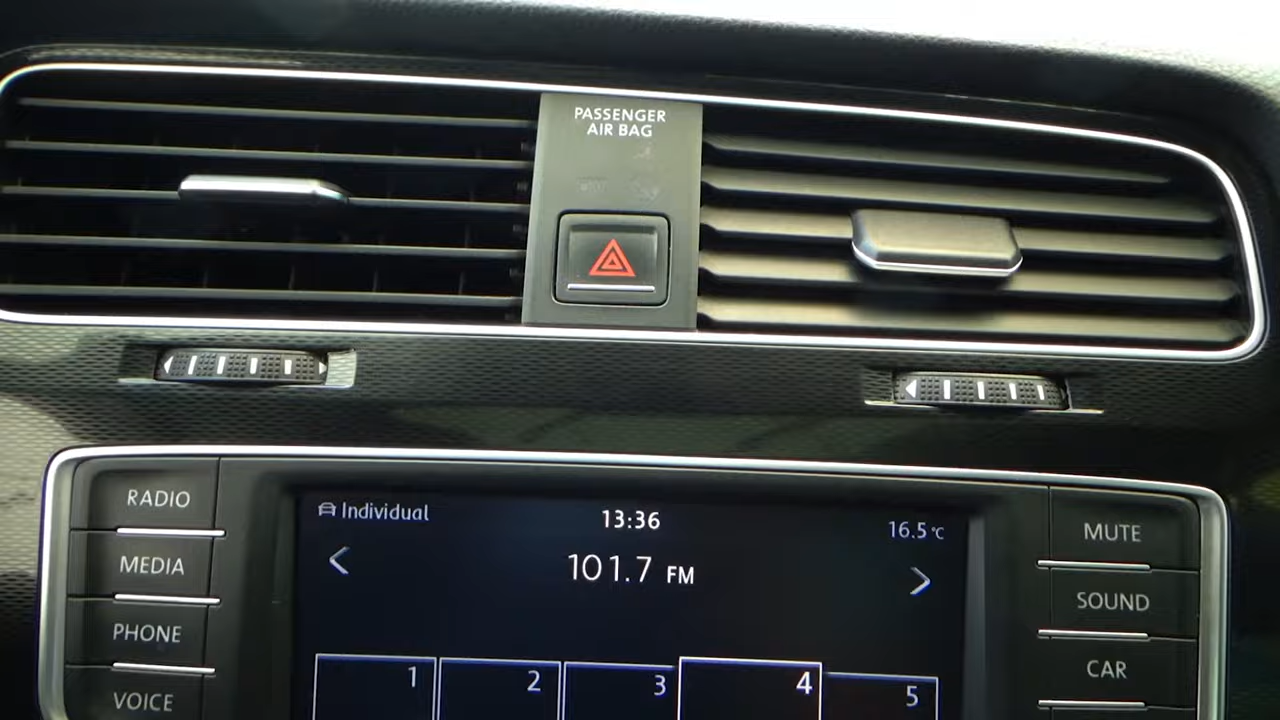 PASSENGER
AIR BAG
RADIO
MEDIA
PHONE
VOICE
Individual
13:36
16.5°C
101.7 FM
1
2
3
4
5
MUTE
SOUND
CAR